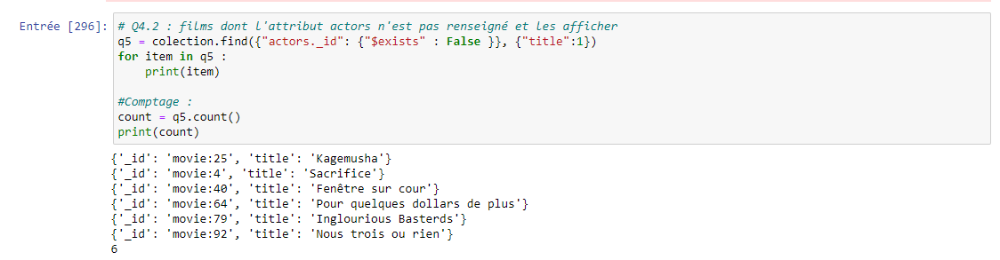 Entrée [296]: # Q4.2 : films dont l'attribut actors n'est pas renseigné et les afficher
q5 = colection.find({"actors._id": {"$exists" : False }}, {"title":1})
for item in q5 :
    print(item)

#Comptage :
count = q5.count()
print(count)
{'_id': 'movie:25', 'title': 'Kagemusha'}
{'_id': 'movie:4', 'title': 'Sacrifice'}
{'_id': 'movie:40', 'title': 'Fenêtre sur cour'}
{'_id': 'movie:64', 'title': 'Pour quelques dollars de plus'}
{'_id': 'movie:79', 'title': 'Inglourious Basterds'}
{'_id': 'movie:92', 'title': 'Nous trois ou rien'}
6